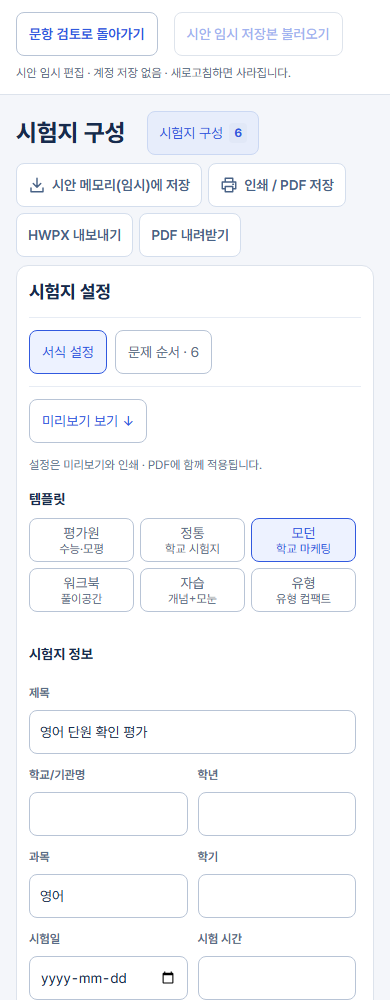 문항 검토로 돌아가기
시안 임시 저장본 불러오기
시안 임시 편집 · 계정 저장 없음 · 새로고침하면 사라집니다.
시험지 구성
시험지 구성 6
시안 메모리(임시)에 저장
인쇄 / PDF 저장
HWPX 내보내기
PDF 내려받기
시험지 설정
서식 설정
문제 순서 · 6
미리보기 보기 ↓
설정은 미리보기와 인쇄 · PDF에 함께 적용됩니다.
템플릿
평가원
수능·모평
정통
학교 시험지
모던
학교 마케팅
워크북
풀이공간
자습
개념+모눈
유형
유형 컴팩트
시험지 정보
제목
영어 단원 확인 평가
학교/기관명
학년
과목
학기
영어
시험일
시험 시간
yyyy-mm-dd